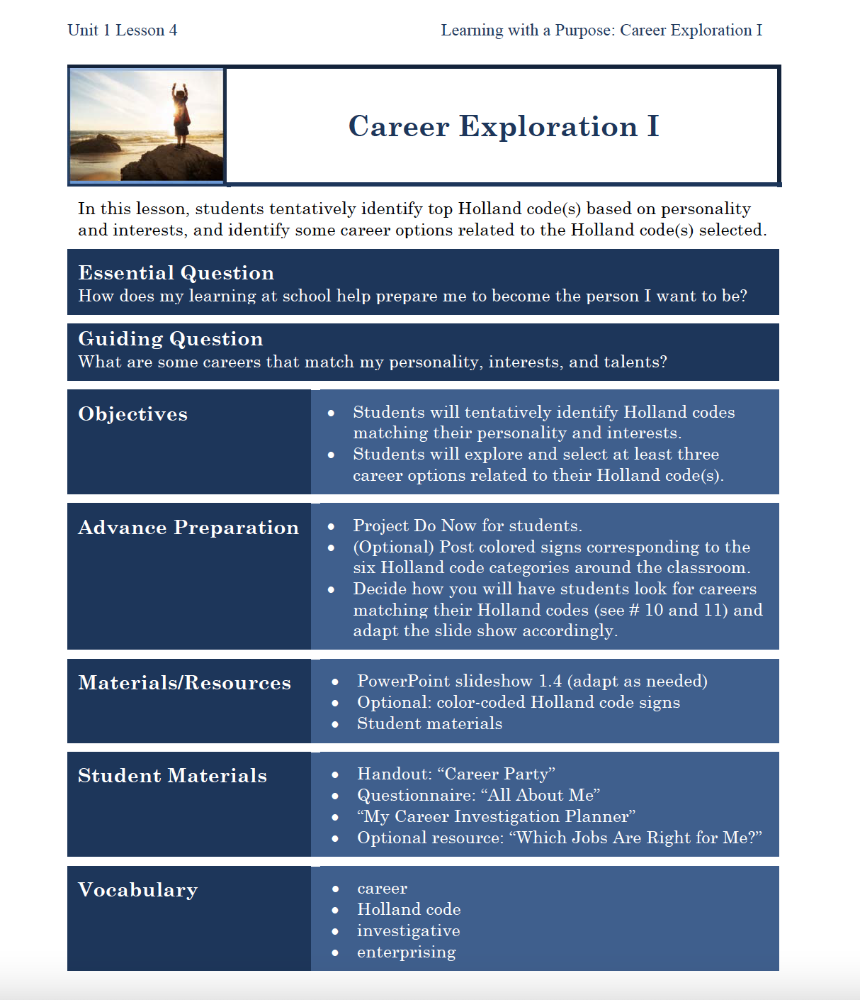 Unit 1 Lesson 4
Learning with a Purpose: Career Exploration I
Career Exploration I
In this lesson, students tentatively identify top Holland code(s) based on personality
and interests, and identify some career options related to the Holland code(s) selected.
Essential Question
How does my learning at school help prepare me to become the person I want to be?
Guiding Question
What are some careers that match my personality, interests, and talents?
Objectives
• Students will tentatively identify Holland codes
matching their personality and interests.
• Students will explore and select at least three
career options related to their Holland code(s).
Advance Preparation
• Project Do Now for students.
• (Optional) Post colored signs corresponding to the
six Holland code categories around the classroom.
• Decide how you will have students look for careers
matching their Holland codes (see # 10 and 11) and
adapt the slide show accordingly.
Materials/Resources
• PowerPoint slideshow 1.4 (adapt as needed)
• Optional: color-coded Holland code signs
• Student materials
Student Materials
• Handout: “Career Party”
• Questionnaire: “All About Me”
• “My Career Investigation Planner”
• Optional resource: “Which Jobs Are Right for Me?”
Vocabulary
• career
• Holland code
• investigative
• enterprising